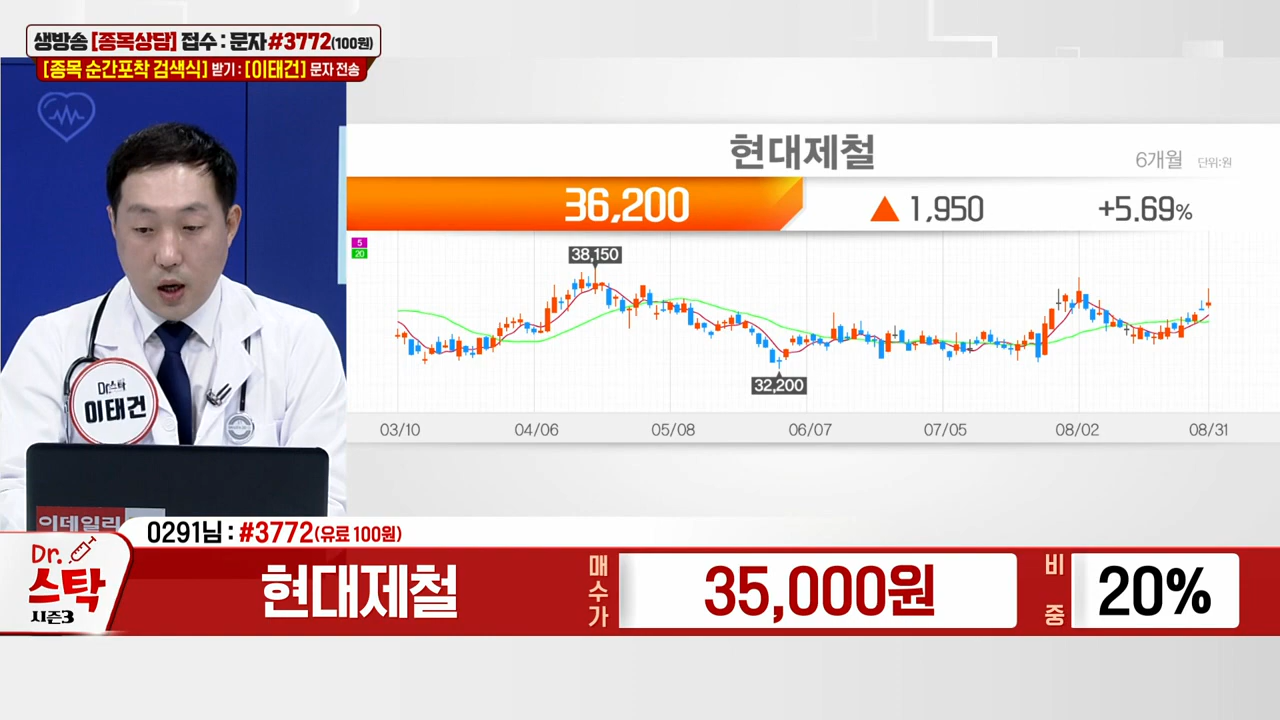 생방송 [종목상담] 접수 : 문자#3772(100원)
[종목 순간포착 검색식] 받기 : [이태건] 문자 전송
현대제철
6개월 단위:원
36,200 ▲ 1,950 +5.69%
5
20
38,150
32,200
03/10 04/06 05/08 06/07 07/05 08/02 08/31
Dr.스탁
이태건
이데일리
0291님 : #3772(유료 100원)
Dr.
스탁
시즌3
현대제철
매수가
35,000원
비중
20%